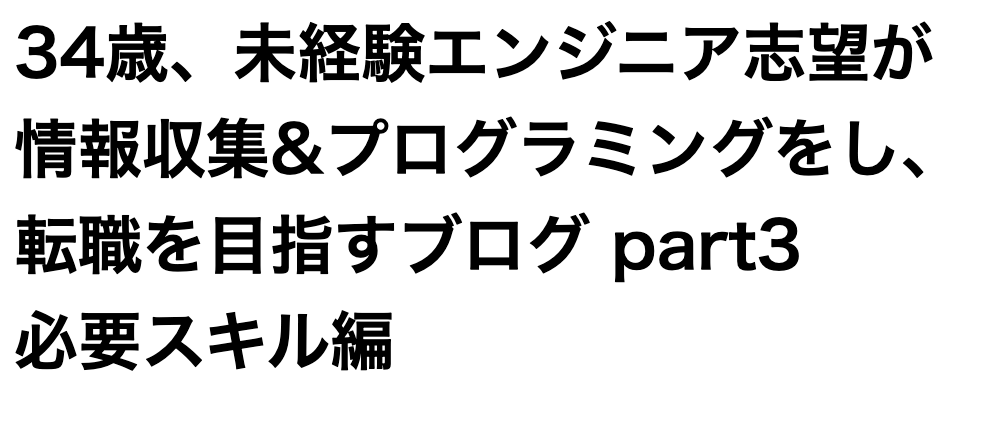 34歳、未経験エンジニア志望が
情報収集&プログラミングをし、
転職を目指すブログ part3
必要スキル編